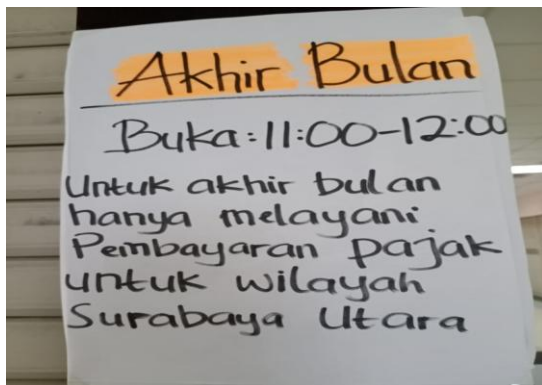 Akhir Bulan
Buka:11:00-12:00
Untuk akhir bulan
hanya melayani
Pembayaran pajak
untuk wilayah
Surabaya Utara